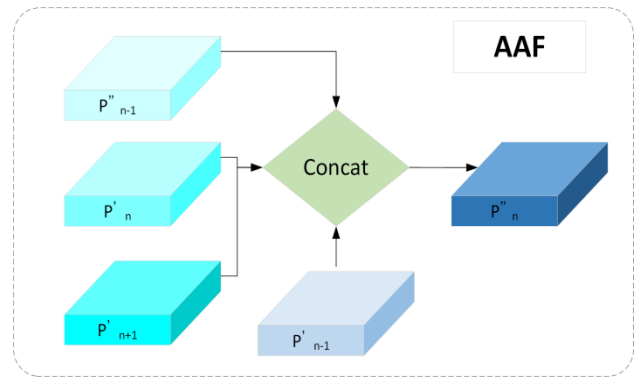 AAF
P" n-1
Concat
P' n
P" n
P' n+1
P' n-1